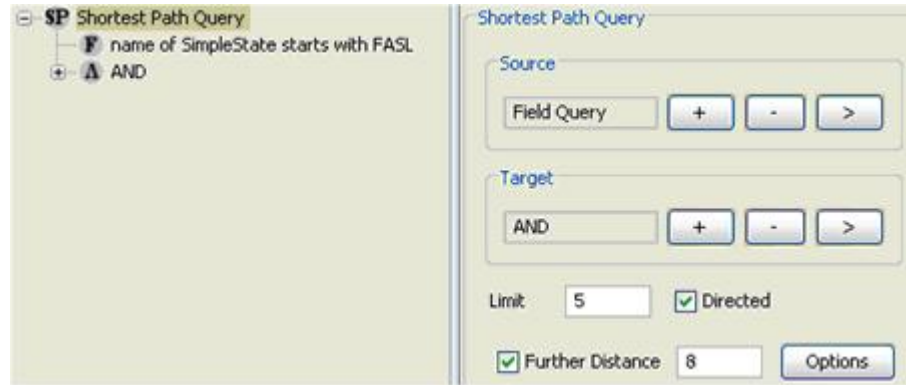 SP Shortest Path Query
F name of SimpleState starts with FASL
Λ AND
Shortest Path Query
Source
Field Query + - >
Target
AND + - >
Limit 5 Directed
Further Distance 8 Options